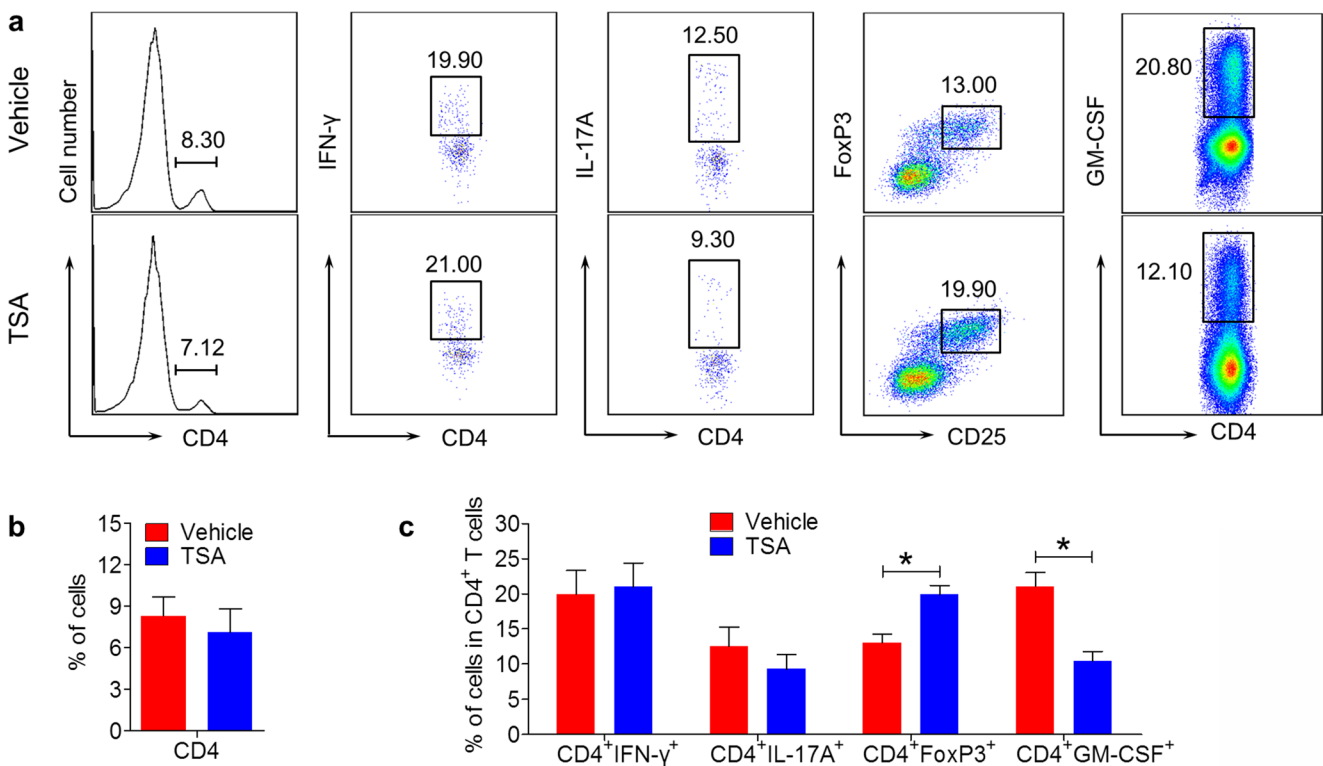 a
Vehicle
Cell number
8.30
IFN-γ
19.90
IL-17A
12.50
FoxP3
13.00
GM-CSF
20.80
TSA
7.12
21.00
9.30
19.90
12.10
CD4
CD4
CD4
CD25
CD4
b
% of cells
15
12
9
6
3
0
Vehicle
TSA
CD4
c
% of cells in CD4⁺ T cells
30
25
20
15
10
5
0
Vehicle
TSA
*
*
CD4⁺IFN-γ⁺
CD4⁺IL-17A⁺
CD4⁺FoxP3⁺
CD4⁺GM-CSF⁺